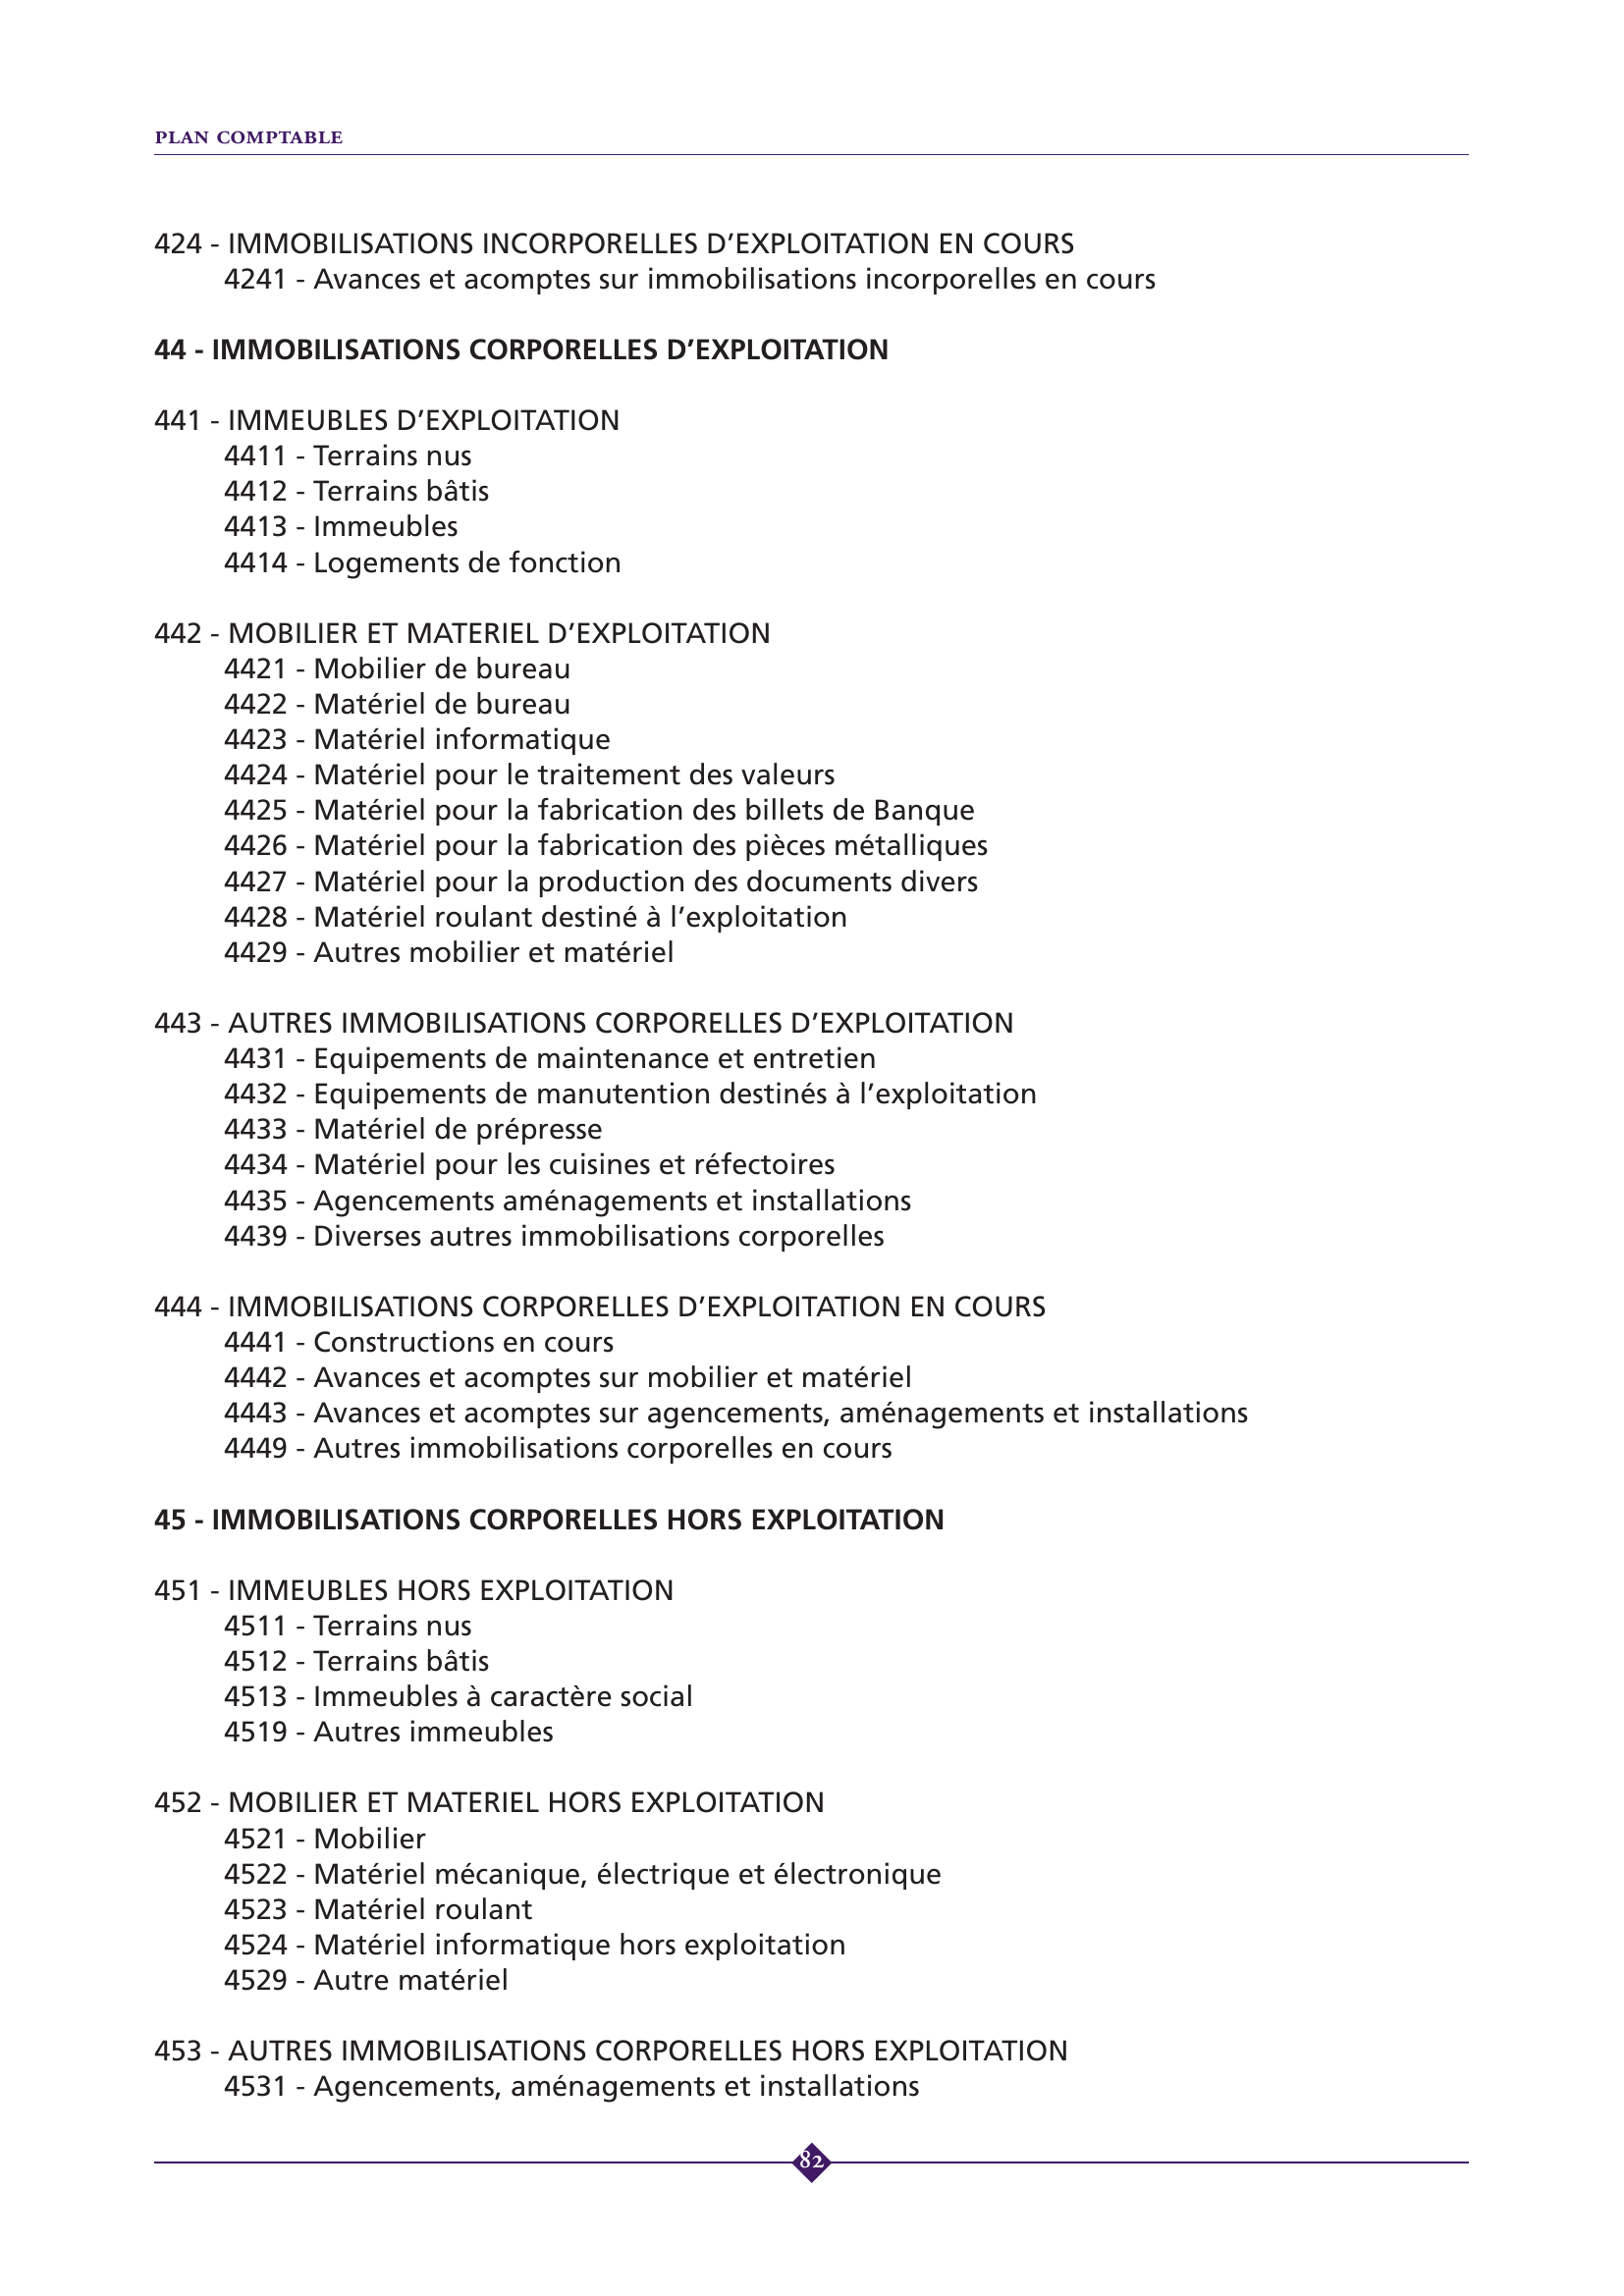 PLAN COMPTABLE
424 - IMMOBILISATIONS INCORPORELLES D’EXPLOITATION EN COURS
4241 - Avances et acomptes sur immobilisations incorporelles en cours
44 - IMMOBILISATIONS CORPORELLES D’EXPLOITATION
441 - IMMEUBLES D’EXPLOITATION
4411 - Terrains nus
4412 - Terrains bâtis
4413 - Immeubles
4414 - Logements de fonction
442 - MOBILIER ET MATERIEL D’EXPLOITATION
4421 - Mobilier de bureau
4422 - Matériel de bureau
4423 - Matériel informatique
4424 - Matériel pour le traitement des valeurs
4425 - Matériel pour la fabrication des billets de Banque
4426 - Matériel pour la fabrication des pièces métalliques
4427 - Matériel pour la production des documents divers
4428 - Matériel roulant destiné à l’exploitation
4429 - Autres mobilier et matériel
443 - AUTRES IMMOBILISATIONS CORPORELLES D’EXPLOITATION
4431 - Equipements de maintenance et entretien
4432 - Equipements de manutention destinés à l’exploitation
4433 - Matériel de prépresse
4434 - Matériel pour les cuisines et réfectoires
4435 - Agencements aménagements et installations
4439 - Diverses autres immobilisations corporelles
444 - IMMOBILISATIONS CORPORELLES D’EXPLOITATION EN COURS
4441 - Constructions en cours
4442 - Avances et acomptes sur mobilier et matériel
4443 - Avances et acomptes sur agencements, aménagements et installations
4449 - Autres immobilisations corporelles en cours
45 - IMMOBILISATIONS CORPORELLES HORS EXPLOITATION
451 - IMMEUBLES HORS EXPLOITATION
4511 - Terrains nus
4512 - Terrains bâtis
4513 - Immeubles à caractère social
4519 - Autres immeubles
452 - MOBILIER ET MATERIEL HORS EXPLOITATION
4521 - Mobilier
4522 - Matériel mécanique, électrique et électronique
4523 - Matériel roulant
4524 - Matériel informatique hors exploitation
4529 - Autre matériel
453 - AUTRES IMMOBILISATIONS CORPORELLES HORS EXPLOITATION
4531 - Agencements, aménagements et installations
82